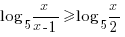 log₅ x/(x-1) ⩾ log₅ x/2